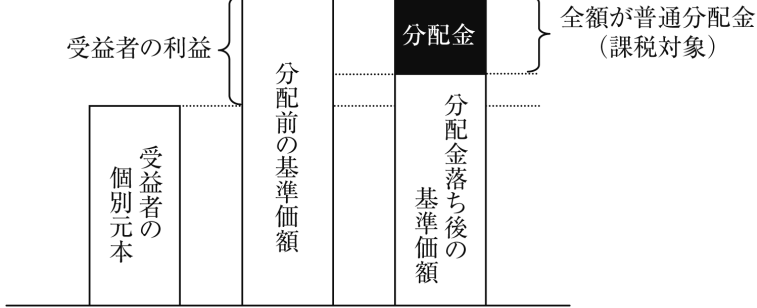 受益者の利益
分配金
全額が普通分配金
（課税対象）
受益者の
個別元本
分配前の基準価額
分配金落ち後の
基準価額